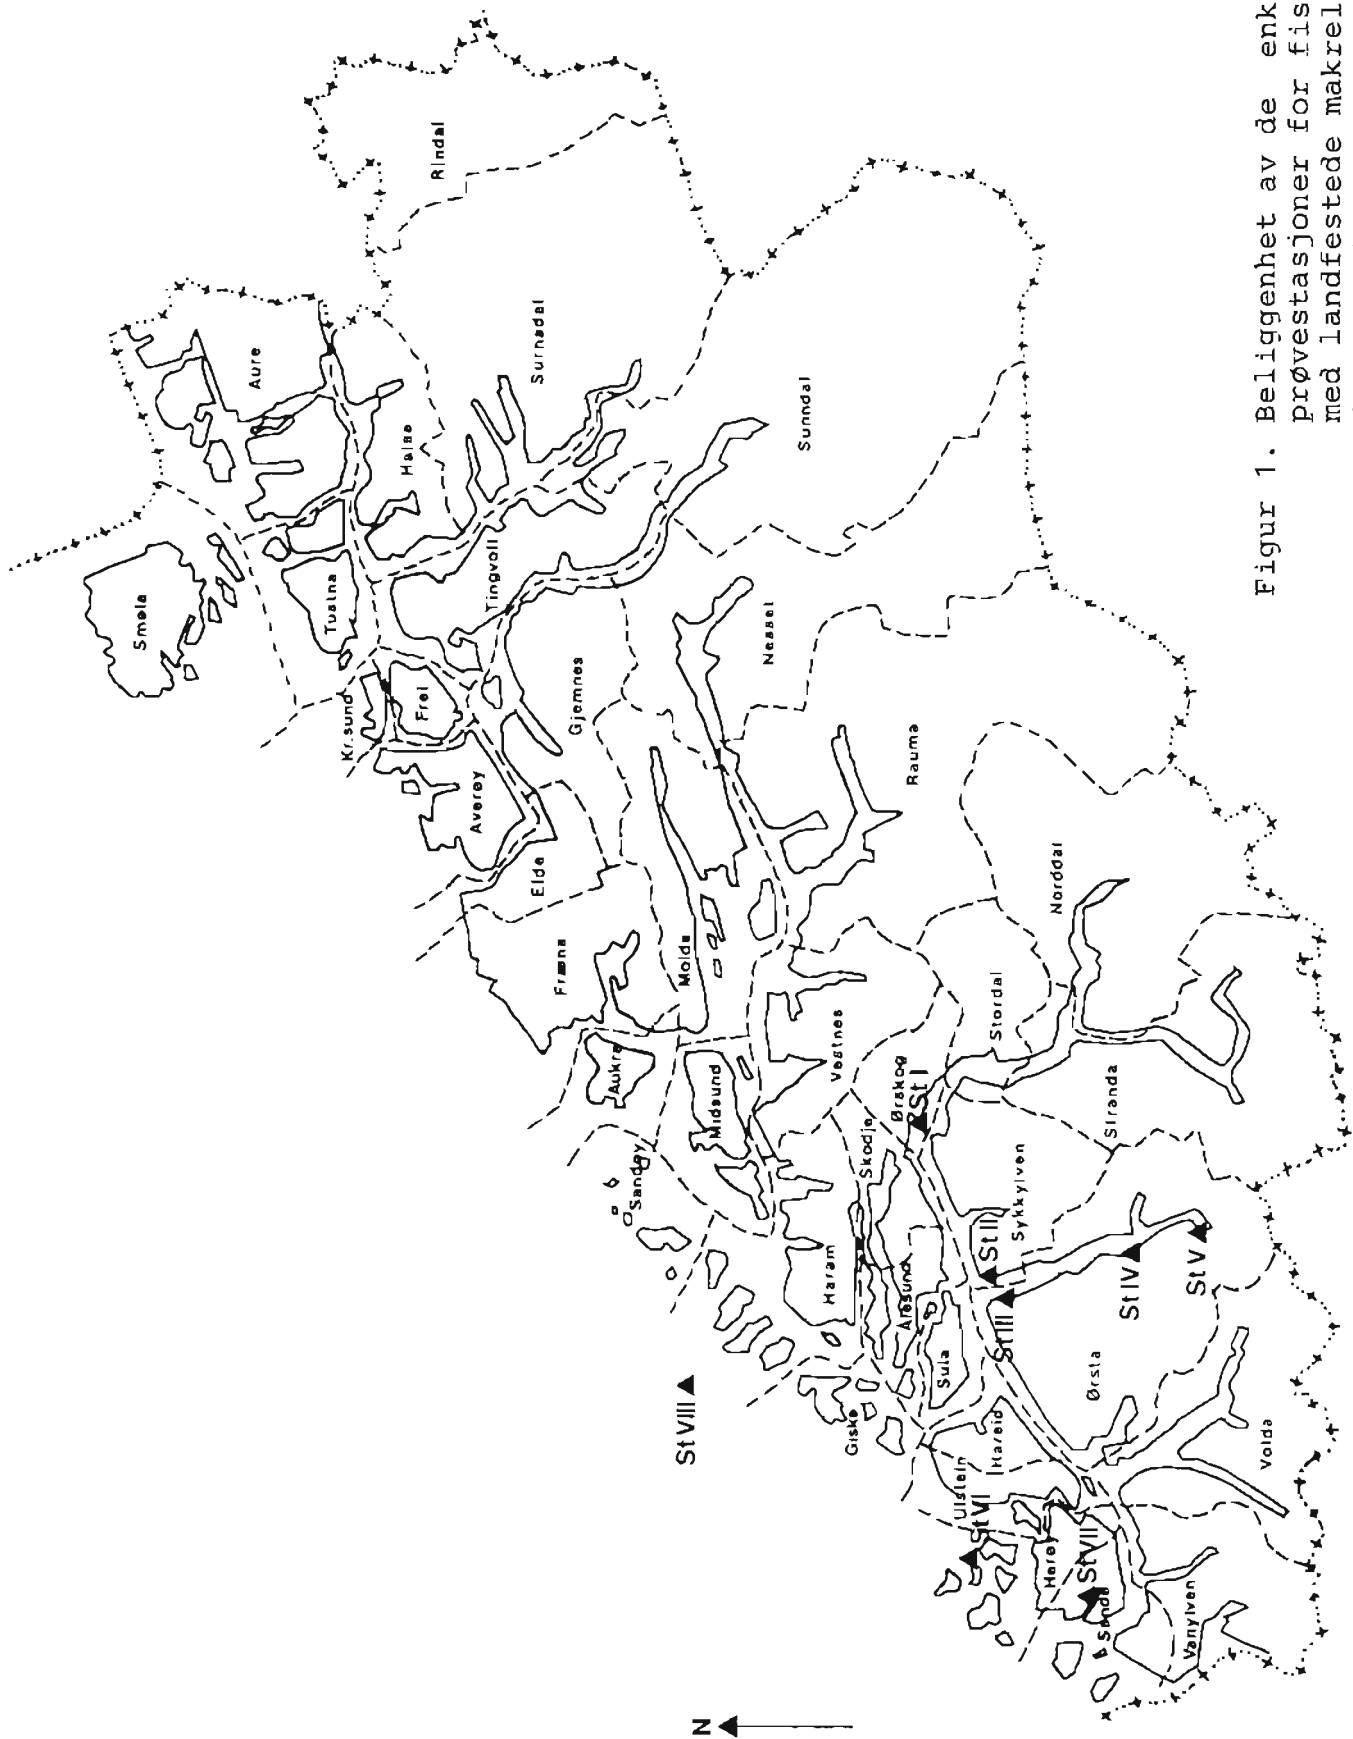 N
Smøla
Aure
Rindal
Tustna
Halsa
Surnadal
Kr.sund
Frei
Tingvoll
Averøy
Gjemnes
Sunndal
Eide
Fræna
Nesset
Aukra
Molde
Rauma
Sandøy
Midsund
Vestnes
Haram
Skodje
Ørskog
Stordal
Norddal
St I
Ålesund
Giske
Sula
Sykkylven
Stranda
St II
St III
St IV
St V
Ørsta
Hareid
Ulstein
St VI
Herøy
St VII
Sande
Volda
Vanylven
St VIII
Figur 1. Beliggenhet av de enk
prøvestasjoner for fis
med landfestede makrel